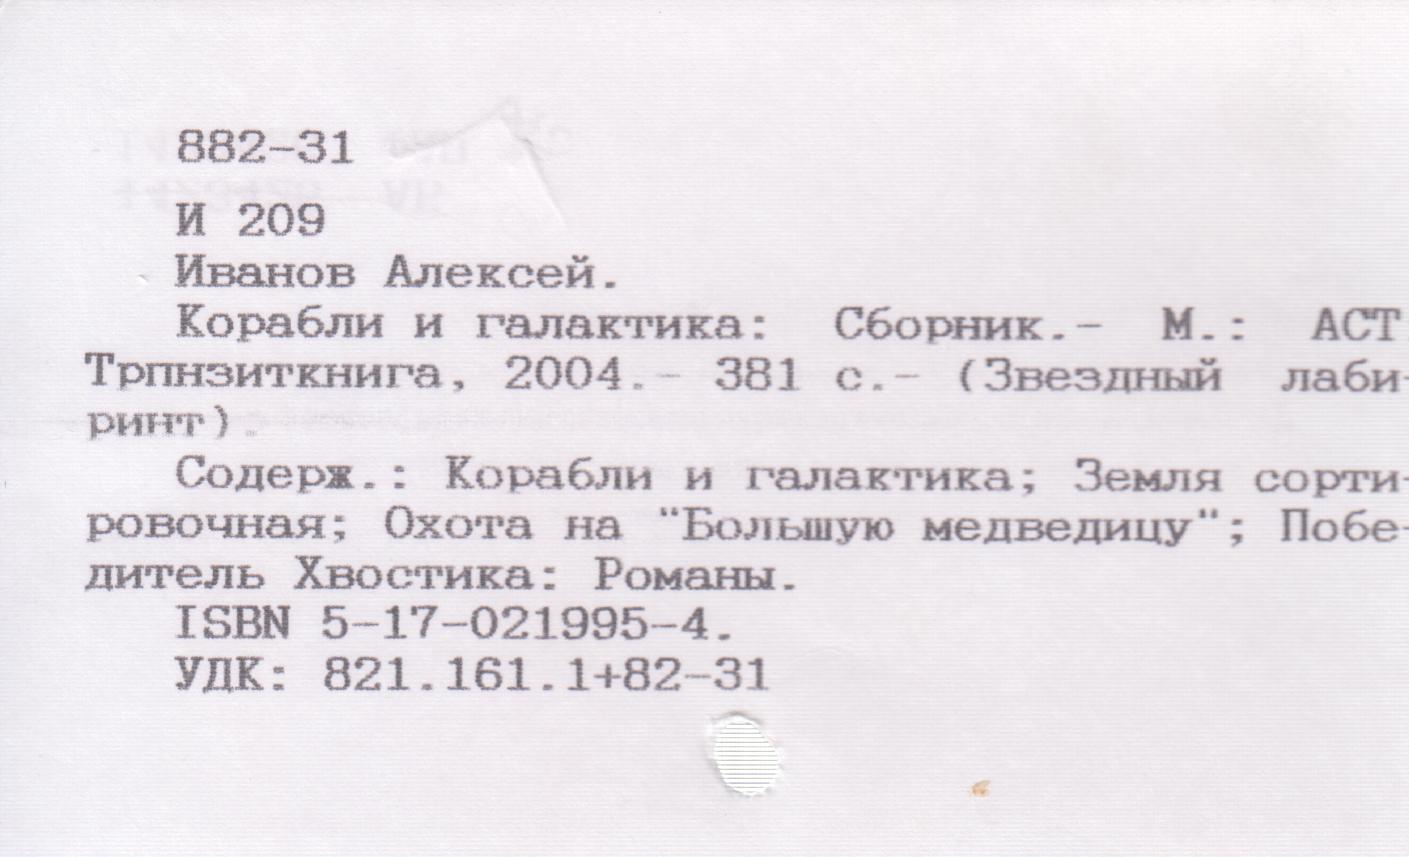 882-31
И 209
Иванов Алексей.
Корабли и галактика: Сборник.- М.: АСТ
Трпнзиткнига, 2004.- 381 с.- (Звездный лаби-
ринт).
Содерж.: Корабли и галактика; Земля сорти-
ровочная; Охота на "Большую медведицу"; Побе-
дитель Хвостика: Романы.
ISBN 5-17-021995-4.
УДК: 821.161.1+82-31